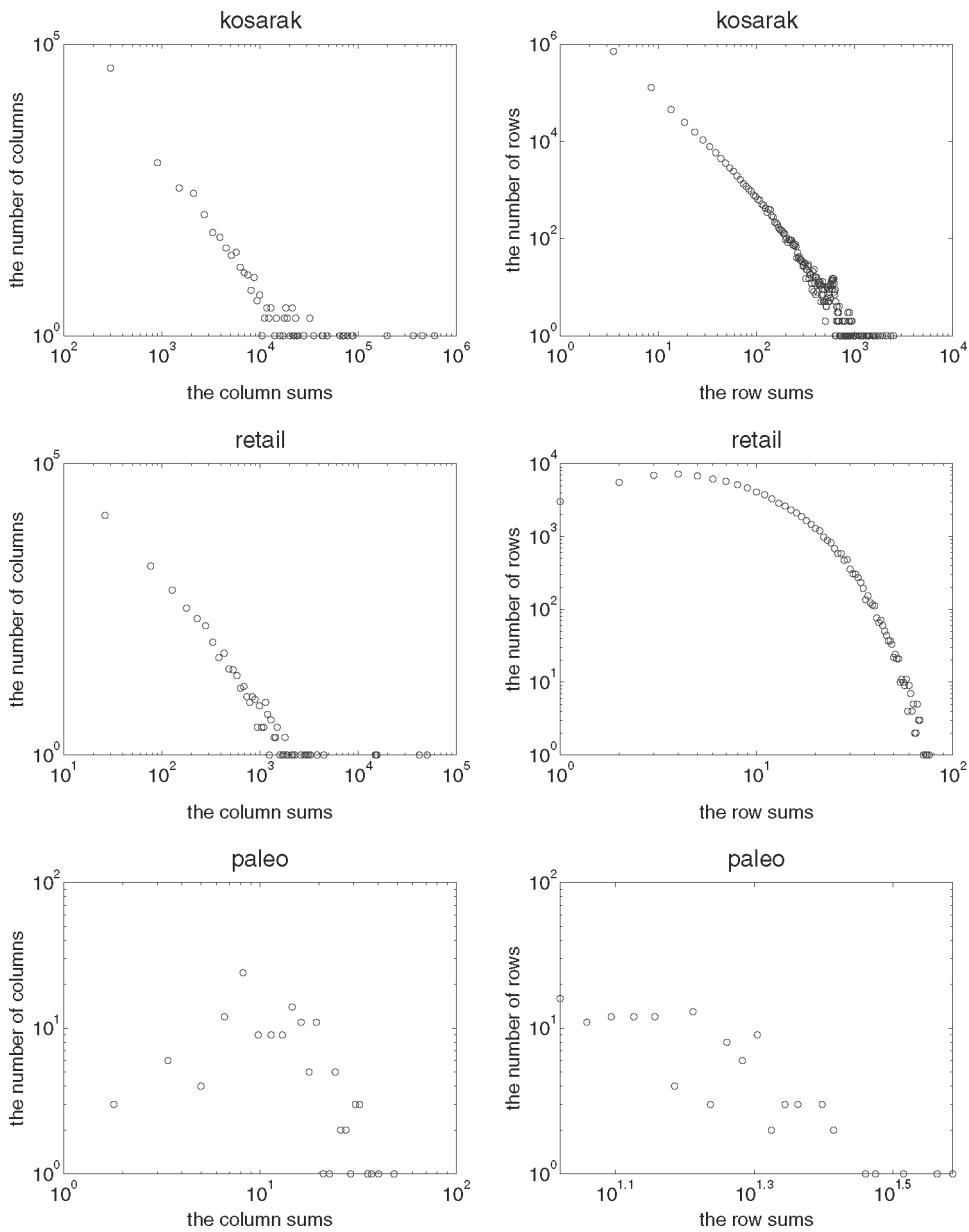 kosarak
the number of columns
10^5
10^0
10^2 10^3 10^4 10^5 10^6
the column sums
kosarak
the number of rows
10^6
10^4
10^2
10^0
10^0 10^1 10^2 10^3 10^4
the row sums
retail
the number of columns
10^5
10^0
10^1 10^2 10^3 10^4 10^5
the column sums
retail
the number of rows
10^4
10^3
10^2
10^1
10^0
10^0 10^1 10^2
the row sums
paleo
the number of columns
10^2
10^1
10^0
10^0 10^1 10^2
the column sums
paleo
the number of rows
10^2
10^1
10^0
10^1.1 10^1.3 10^1.5
the row sums